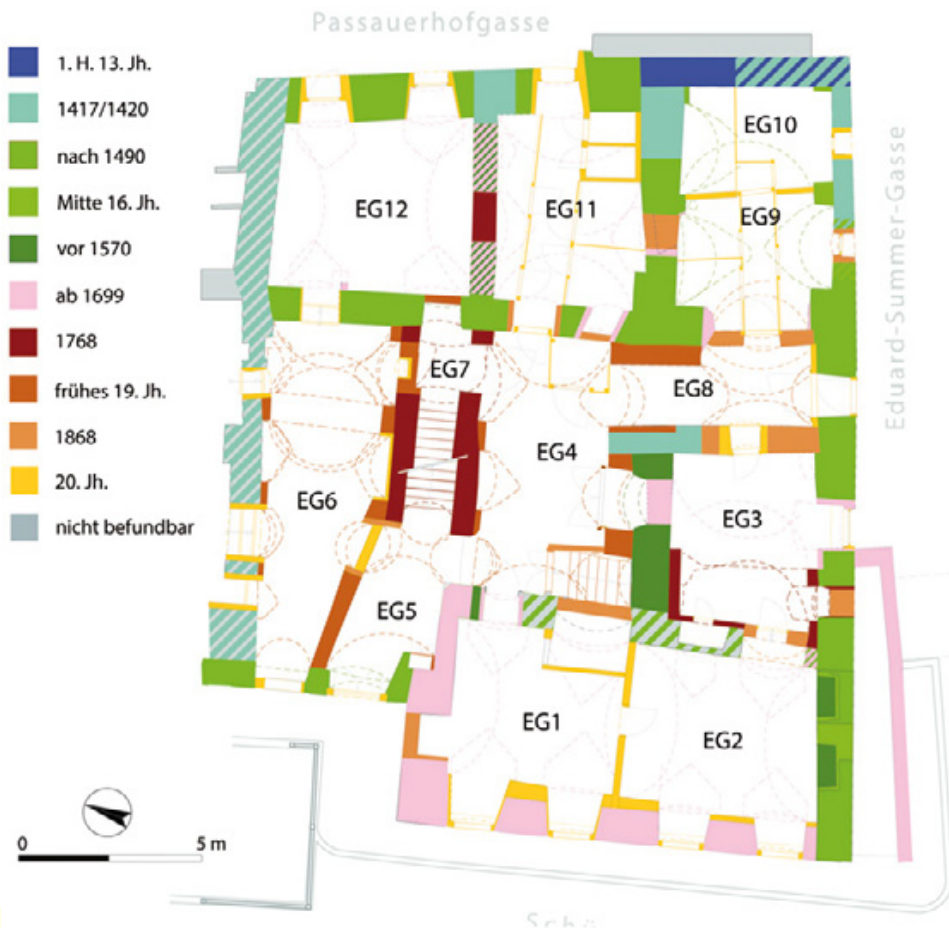 Passauerhofgasse
1. H. 13. Jh.
1417/1420
nach 1490
Mitte 16. Jh.
vor 1570
ab 1699
1768
frühes 19. Jh.
1868
20. Jh.
nicht befundbar
EG10
EG12
EG11
EG9
Eduard-Summer-Gasse
EG7
EG8
EG4
EG6
EG3
EG5
EG1
EG2
0 5 m